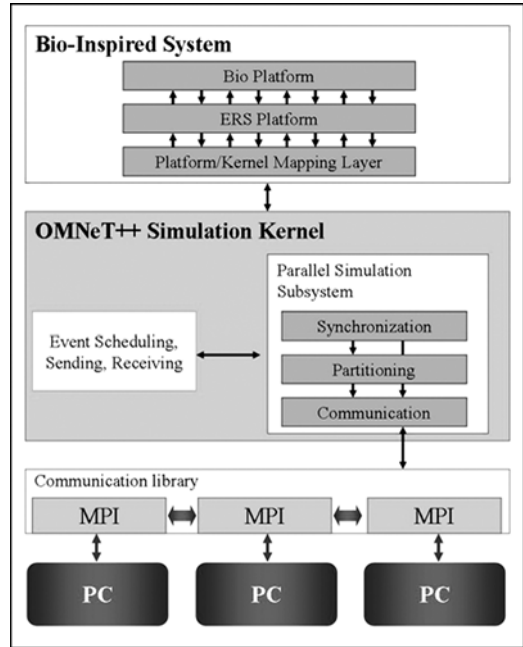 Bio-Inspired System
Bio Platform
ERS Platform
Platform/Kernel Mapping Layer
OMNeT++ Simulation Kernel
Parallel Simulation
Subsystem
Event Scheduling,
Sending, Receiving
Synchronization
Partitioning
Communication
Communication library
MPI
MPI
MPI
PC
PC
PC